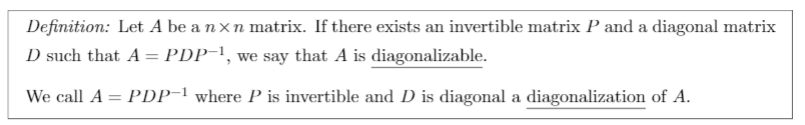 Definition: Let A be a n×n matrix. If there exists an invertible matrix P and a diagonal matrix
D such that A = PDP⁻¹, we say that A is diagonalizable.
We call A = PDP⁻¹ where P is invertible and D is diagonal a diagonalization of A.